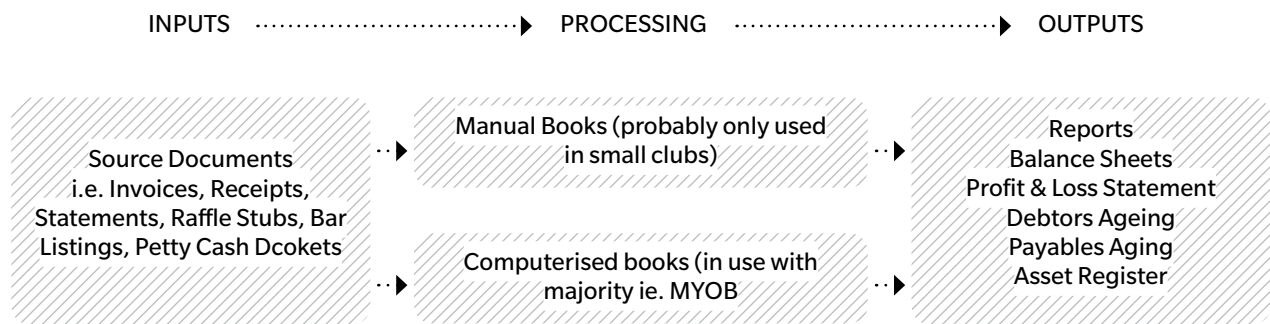 INPUTS
PROCESSING
OUTPUTS
Source Documents
i.e. Invoices, Receipts,
Statements, Raffle Stubs, Bar
Listings, Petty Cash Dcokets
Manual Books (probably only used
in small clubs)
Computerised books (in use with
majority ie. MYOB
Reports
Balance Sheets
Profit & Loss Statement
Debtors Ageing
Payables Aging
Asset Register